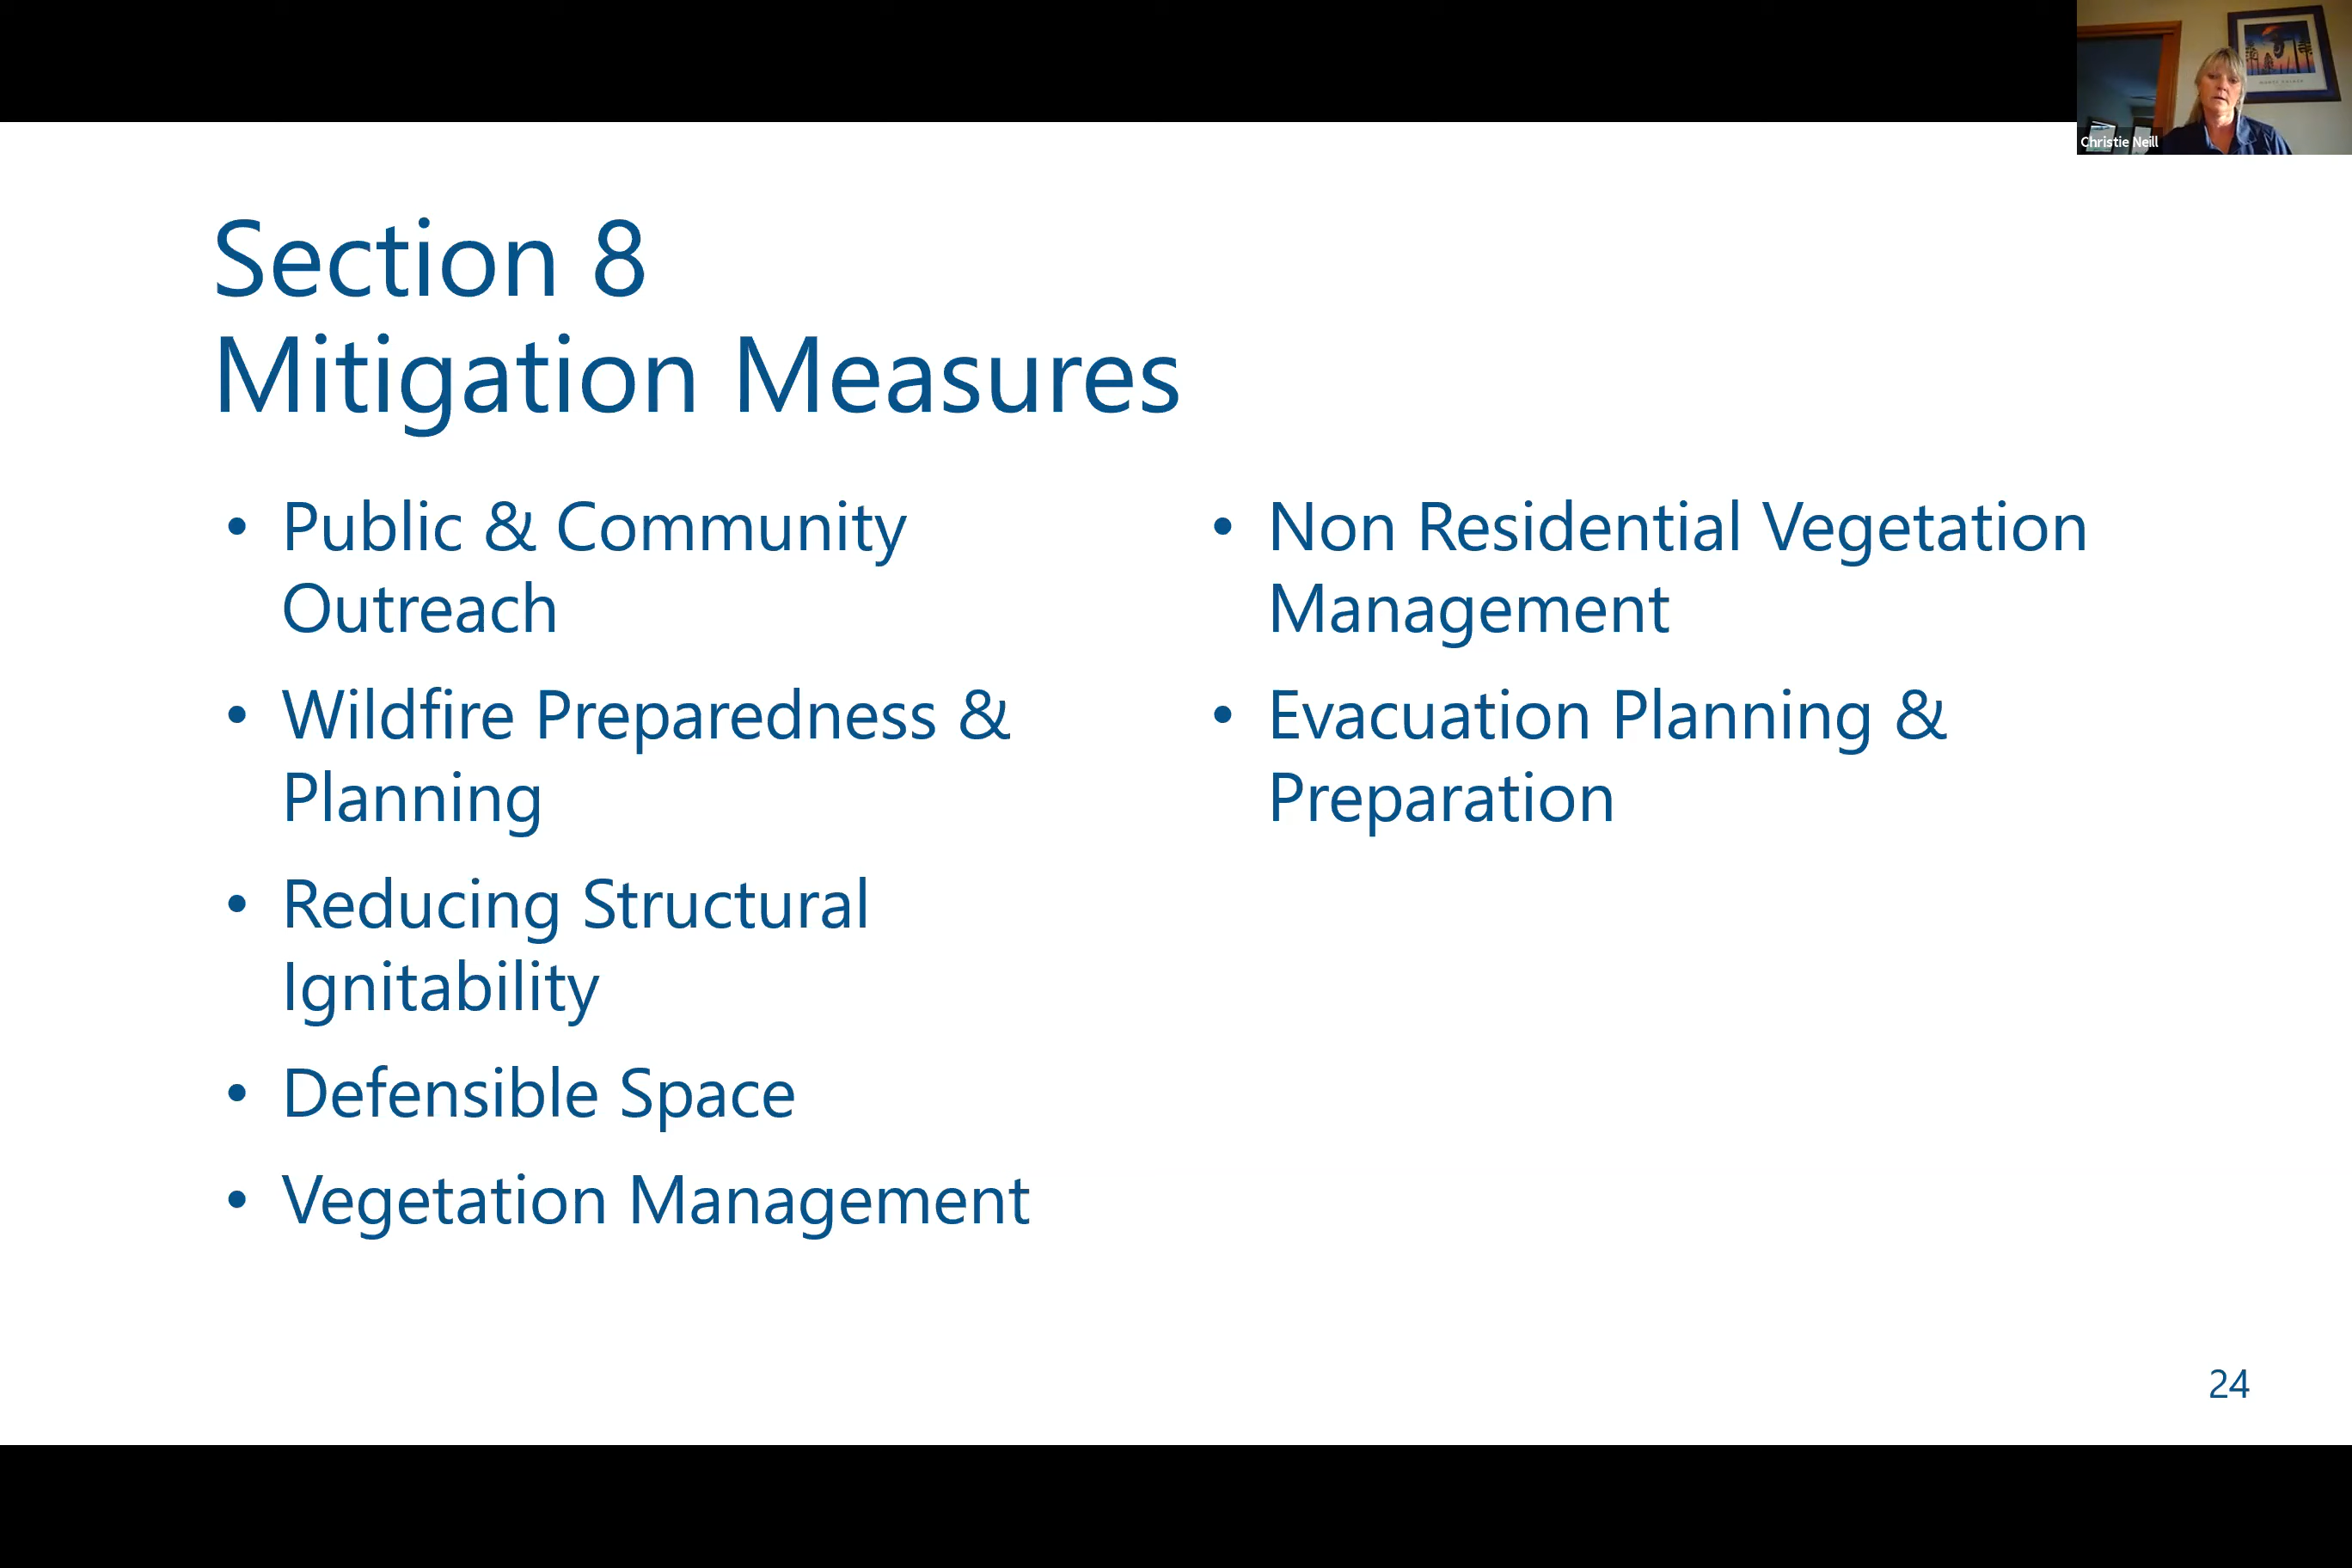 Christie Neill
Section 8
Mitigation Measures
• Public & Community
Outreach
• Wildfire Preparedness &
Planning
• Reducing Structural
Ignitability
• Defensible Space
• Vegetation Management
• Non Residential Vegetation
Management
• Evacuation Planning &
Preparation
24